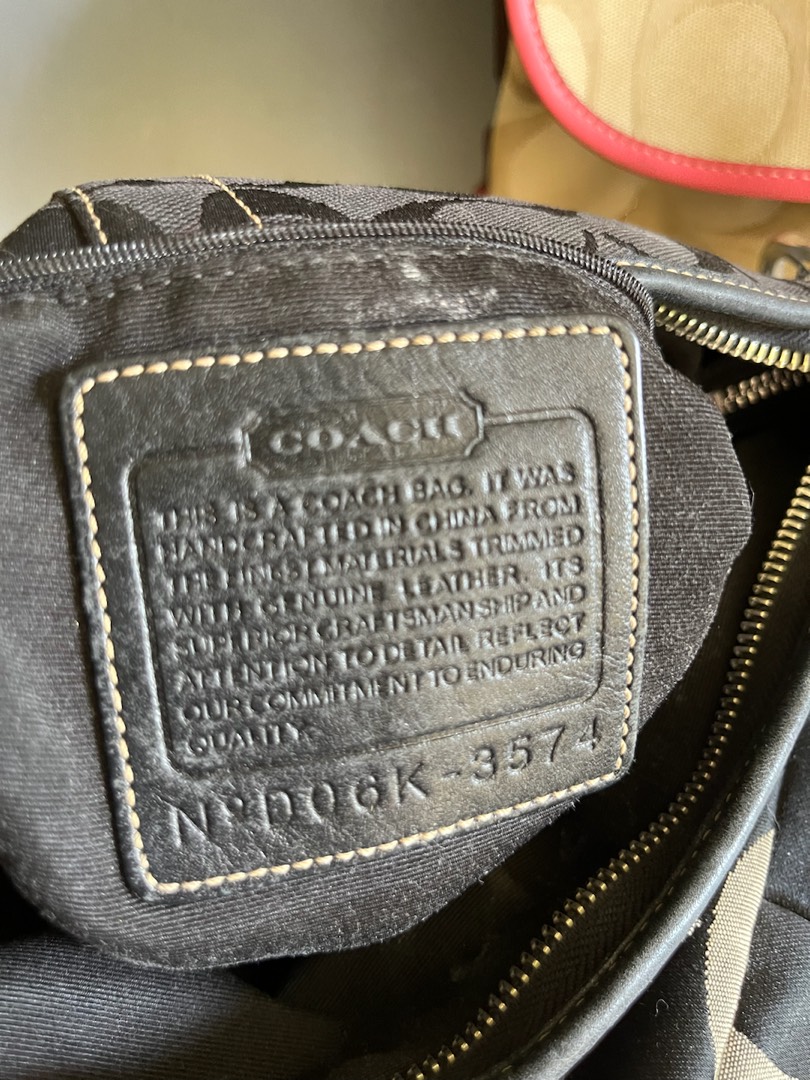 COACH
THIS IS A COACH BAG. IT WAS
HANDCRAFTED IN CHINA FROM
THE FINEST MATERIALS TRIMMED
WITH GENUINE LEATHER. ITS
SUPERIOR CRAFTSMANSHIP AND
ATTENTION TO DETAIL REFLECT
OUR COMMITMENT TO ENDURING
QUALITY.
Nº D06K-3574